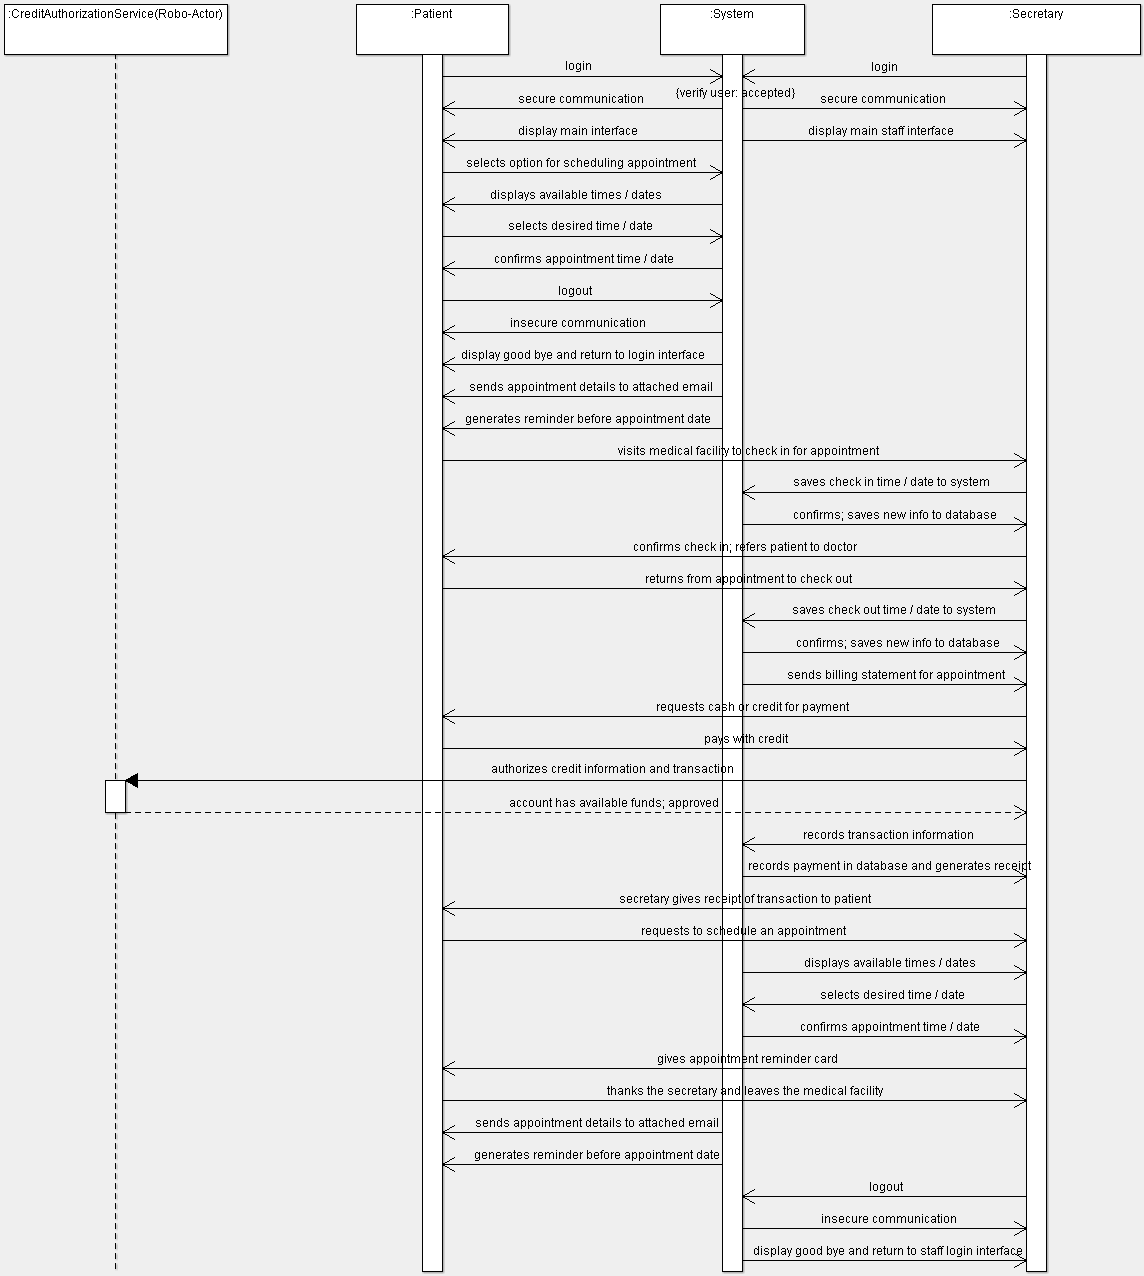 :CreditAuthorizationService(Robo-Actor)
:Patient
:System
:Secretary
login
login
{verify user: accepted}
secure communication
secure communication
display main interface
display main staff interface
selects option for scheduling appointment
displays available times / dates
selects desired time / date
confirms appointment time / date
logout
insecure communication
display good bye and return to login interface
sends appointment details to attached email
generates reminder before appointment date
visits medical facility to check in for appointment
saves check in time / date to system
confirms; saves new info to database
confirms check in; refers patient to doctor
returns from appointment to check out
saves check out time / date to system
confirms; saves new info to database
sends billing statement for appointment
requests cash or credit for payment
pays with credit
authorizes credit information and transaction
account has available funds; approved
records transaction information
records payment in database and generates receipt
secretary gives receipt of transaction to patient
requests to schedule an appointment
displays available times / dates
selects desired time / date
confirms appointment time / date
gives appointment reminder card
thanks the secretary and leaves the medical facility
sends appointment details to attached email
generates reminder before appointment date
logout
insecure communication
display good bye and return to staff login interface